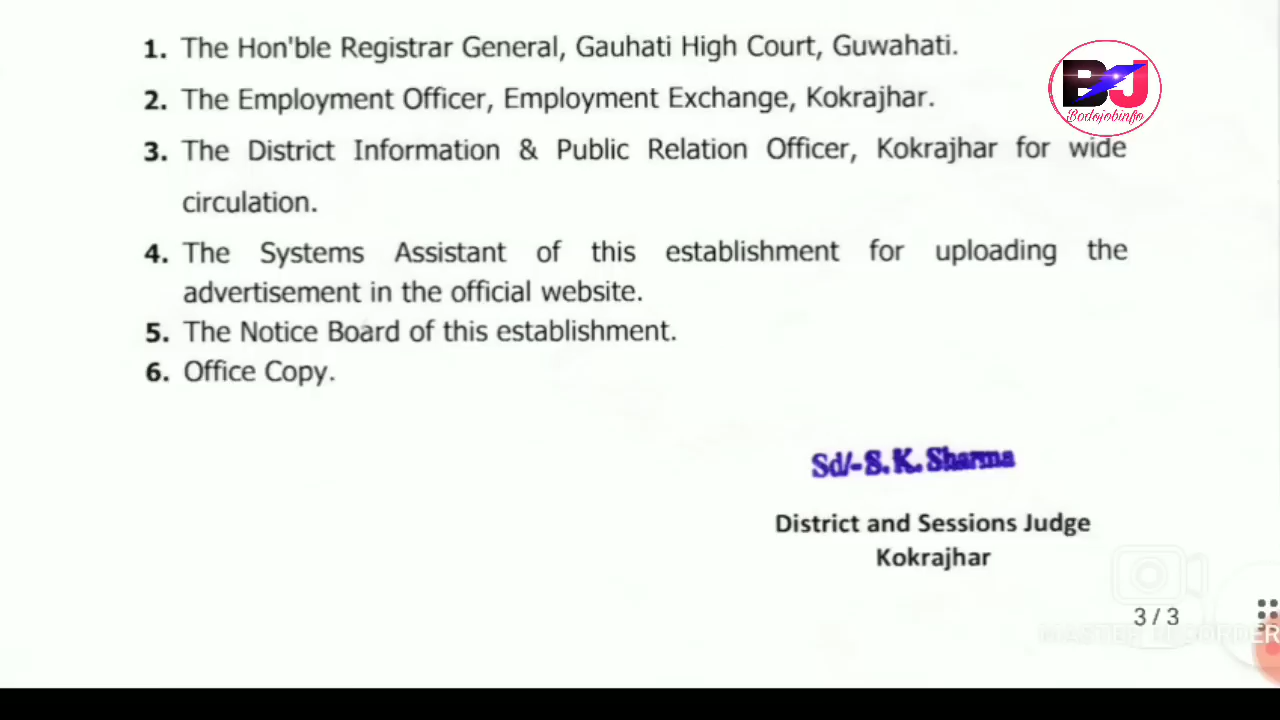 1. The Hon'ble Registrar General, Gauhati High Court, Guwahati.
BJ
Bodojobinfo
2. The Employment Officer, Employment Exchange, Kokrajhar.
3. The District Information & Public Relation Officer, Kokrajhar for wide
circulation.
4. The Systems Assistant of this establishment for uploading the
advertisement in the official website.
5. The Notice Board of this establishment.
6. Office Copy.
Sd/-S.K.Sharma
District and Sessions Judge
Kokrajhar
3 / 3
MASTER RECORDER